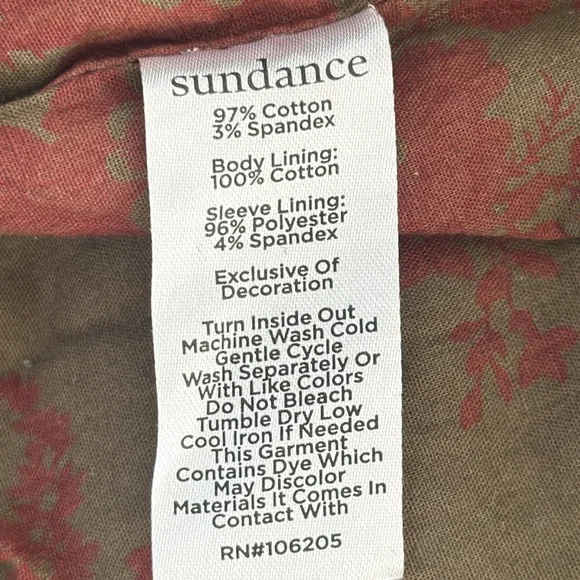 sundance
97% Cotton
3% Spandex
Body Lining:
100% Cotton
Sleeve Lining:
96% Polyester
4% Spandex
Exclusive Of
Decoration
Turn Inside Out
Machine Wash Cold
Gentle Cycle
Wash Separately Or
With Like Colors
Do Not Bleach
Tumble Dry Low
Cool Iron If Needed
This Garment
Contains Dye Which
May Discolor
Materials It Comes In
Contact With
RN#106205